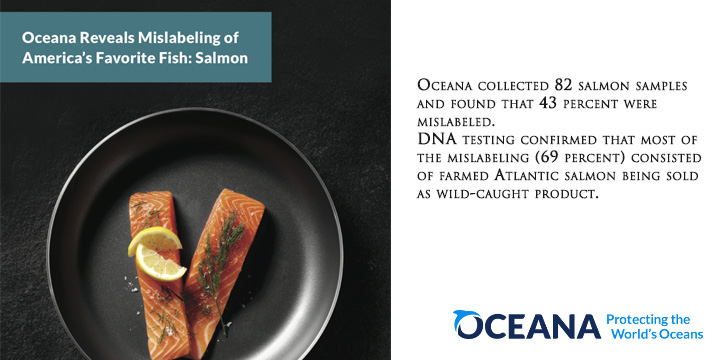 Oceana Reveals Mislabeling of
America's Favorite Fish: Salmon
Oceana collected 82 salmon samples
and found that 43 percent were
mislabeled.
DNA testing confirmed that most of
the mislabeling (69 percent) consisted
of farmed Atlantic salmon being sold
as wild-caught product.
OCEANA Protecting the
World's Oceans